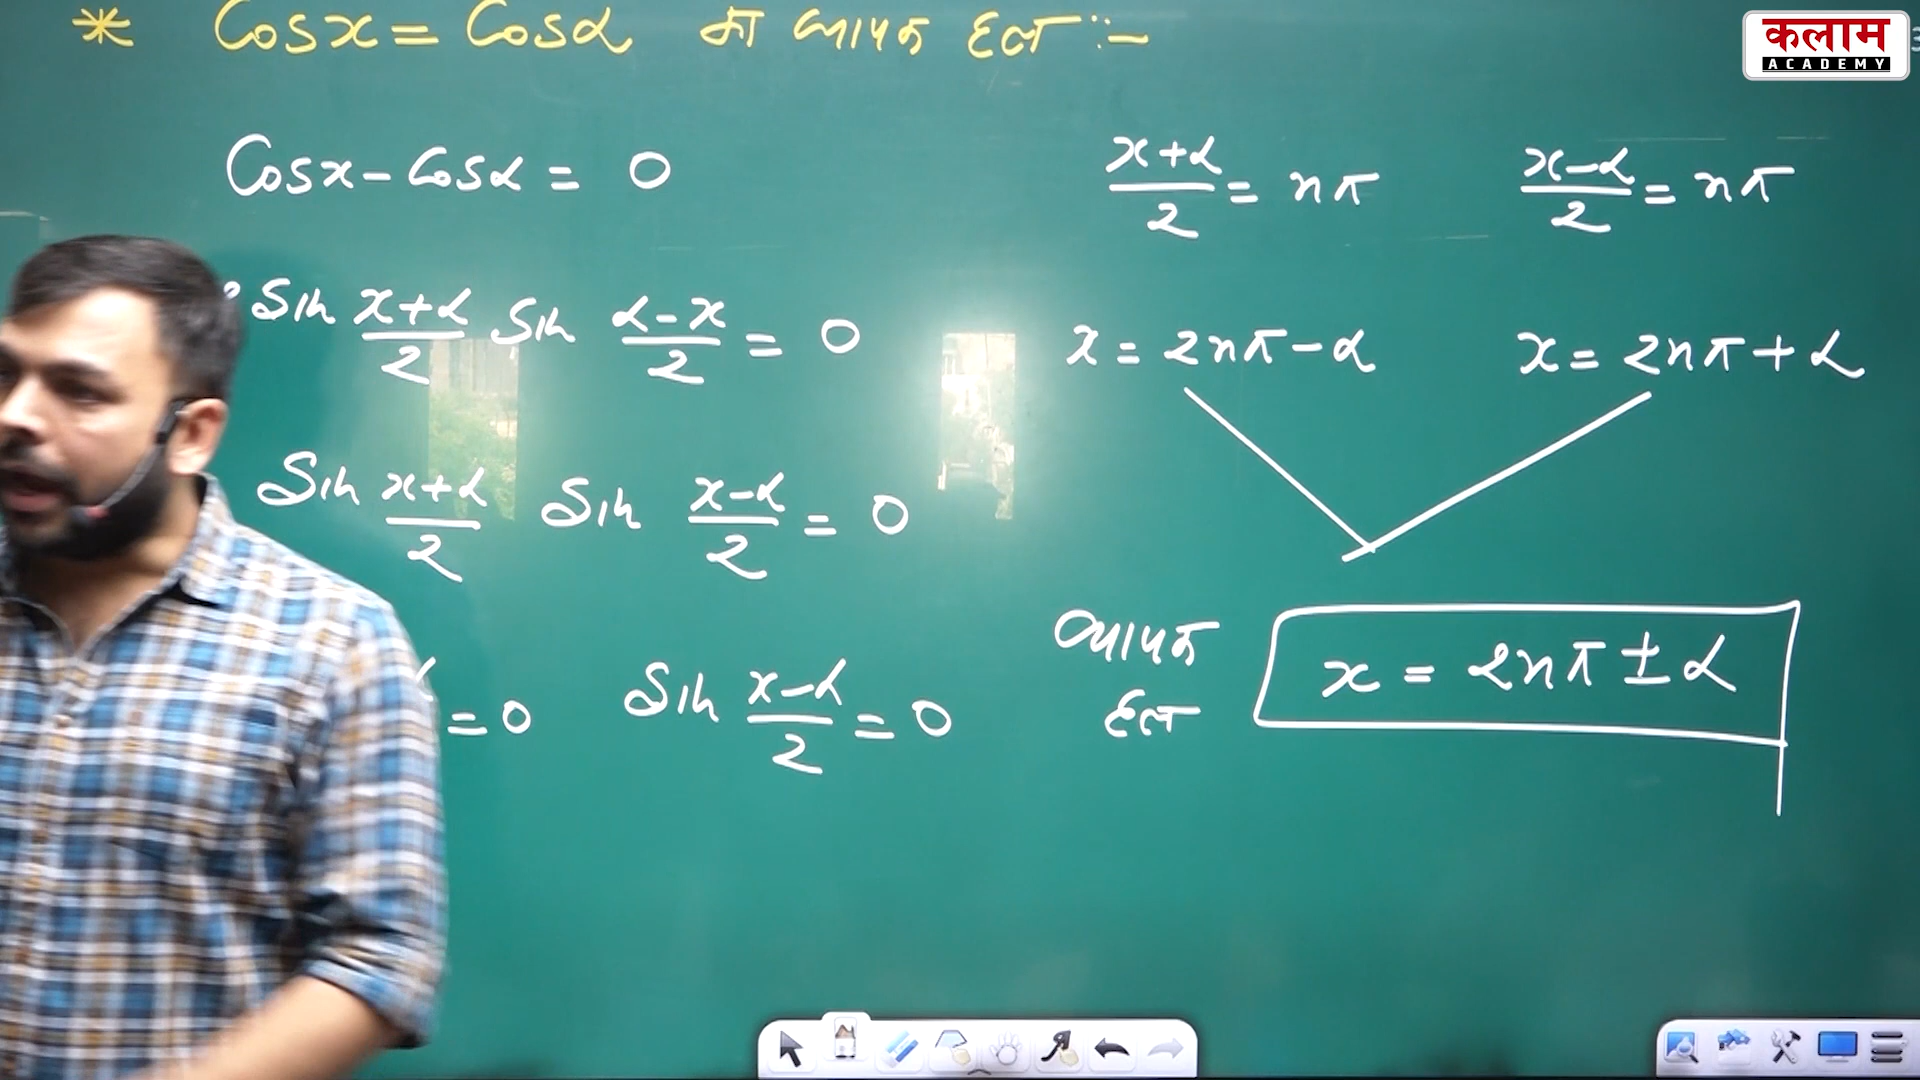 * Cosx = Cosα का व्यापक हल :-
Cosx - Cosα = 0
Sin (x+α)/2 Sin (α-x)/2 = 0
Sin (x+α)/2 Sin (x-α)/2 = 0
= 0 Sin (x-α)/2 = 0
(x+α)/2 = nπ (x-α)/2 = nπ
x = 2nπ - α x = 2nπ + α
व्यापक
हल
x = 2nπ ± α
कलाम
ACADEMY